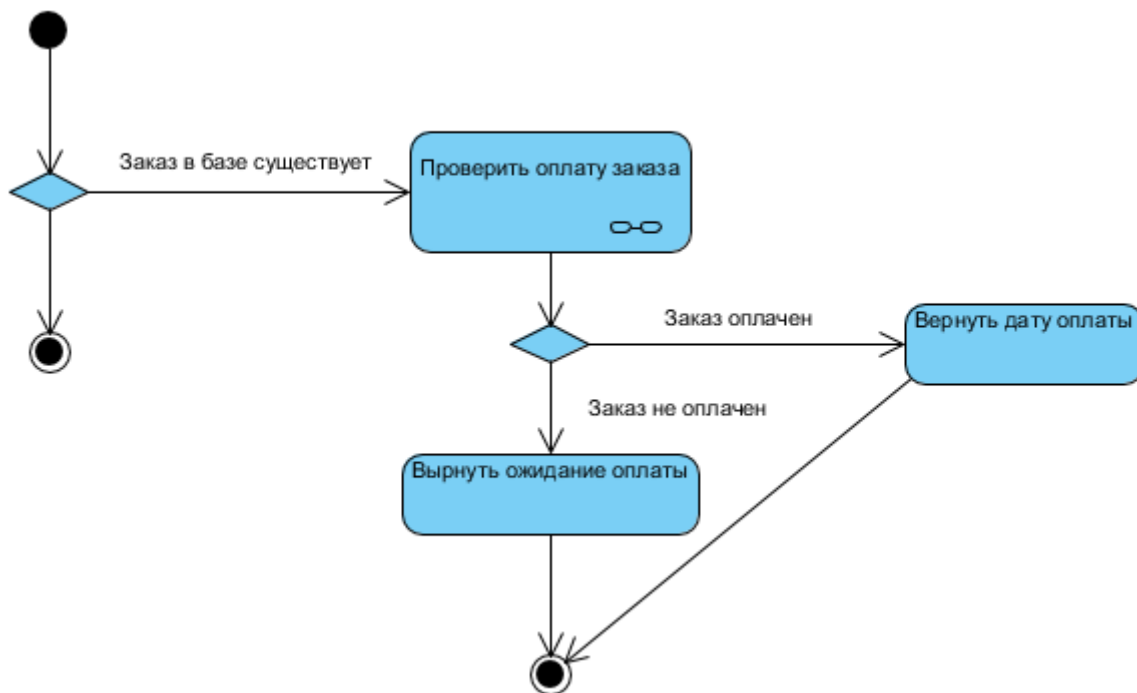 Заказ в базе существует
Проверить оплату заказа
Заказ оплачен
Вернуть дату оплаты
Заказ не оплачен
Вырнуть ожидание оплаты